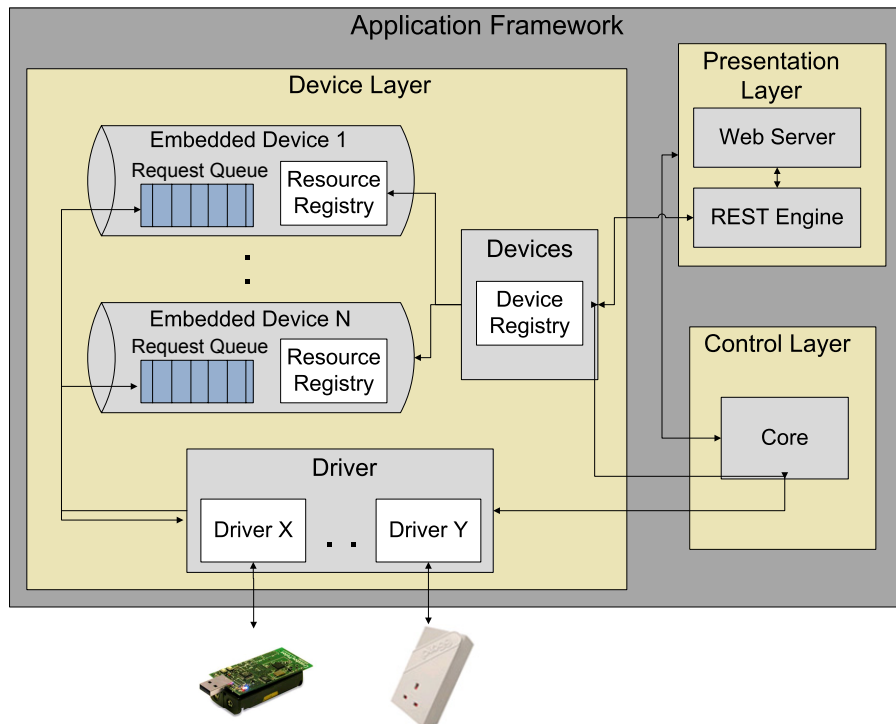 Application Framework
Device Layer
Embedded Device 1
Request Queue
Resource
Registry
Embedded Device N
Request Queue
Resource
Registry
Devices
Device
Registry
Driver
Driver X
Driver Y
Presentation
Layer
Web Server
REST Engine
Control Layer
Core